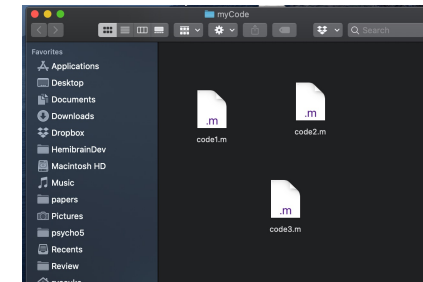 myCode
Search
Favorites
Applications
Desktop
Documents
Downloads
Dropbox
HemibrainDev
Macintosh HD
Music
papers
Pictures
psycho5
Recents
Review
.m
code1.m
.m
code2.m
.m
code3.m